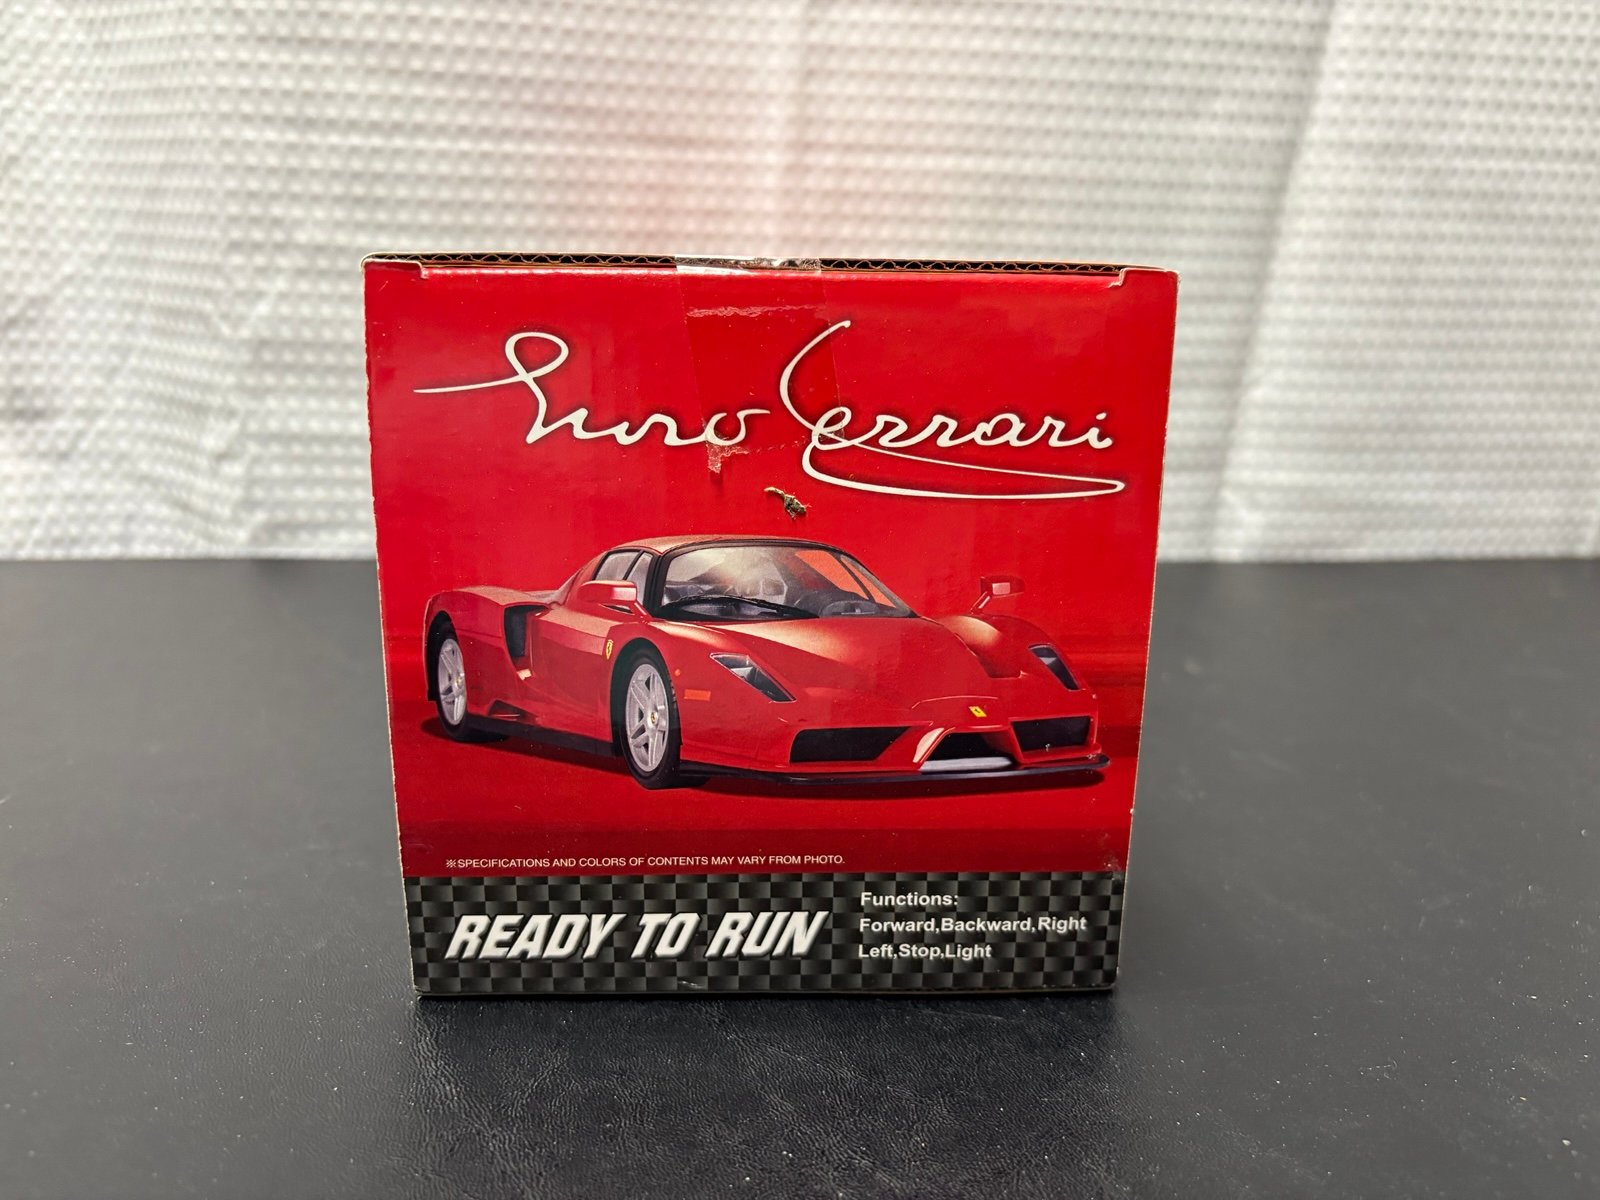 Enzo Ferrari
※SPECIFICATIONS AND COLORS OF CONTENTS MAY VARY FROM PHOTO.
READY TO RUN
Functions:
Forward,Backward,Right
Left,Stop,Light